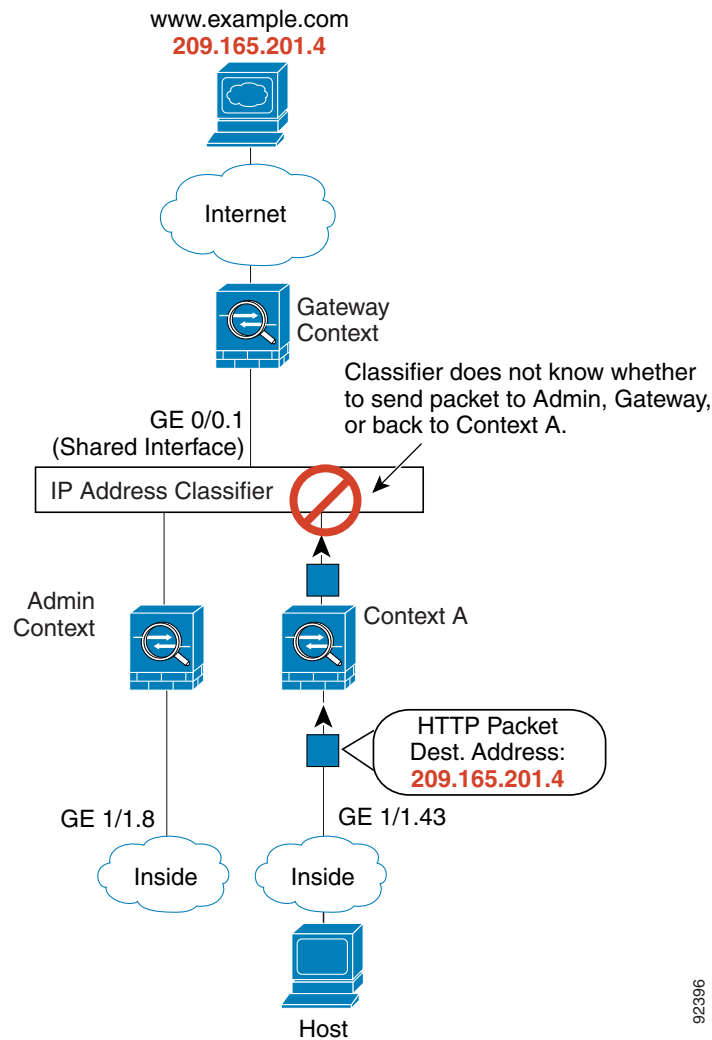 www.example.com
209.165.201.4
Internet
Gateway
Context
Classifier does not know whether
to send packet to Admin, Gateway,
or back to Context A.
GE 0/0.1
(Shared Interface)
IP Address Classifier
Admin
Context
Context A
HTTP Packet
Dest. Address:
209.165.201.4
GE 1/1.8
GE 1/1.43
Inside
Inside
Host
92396